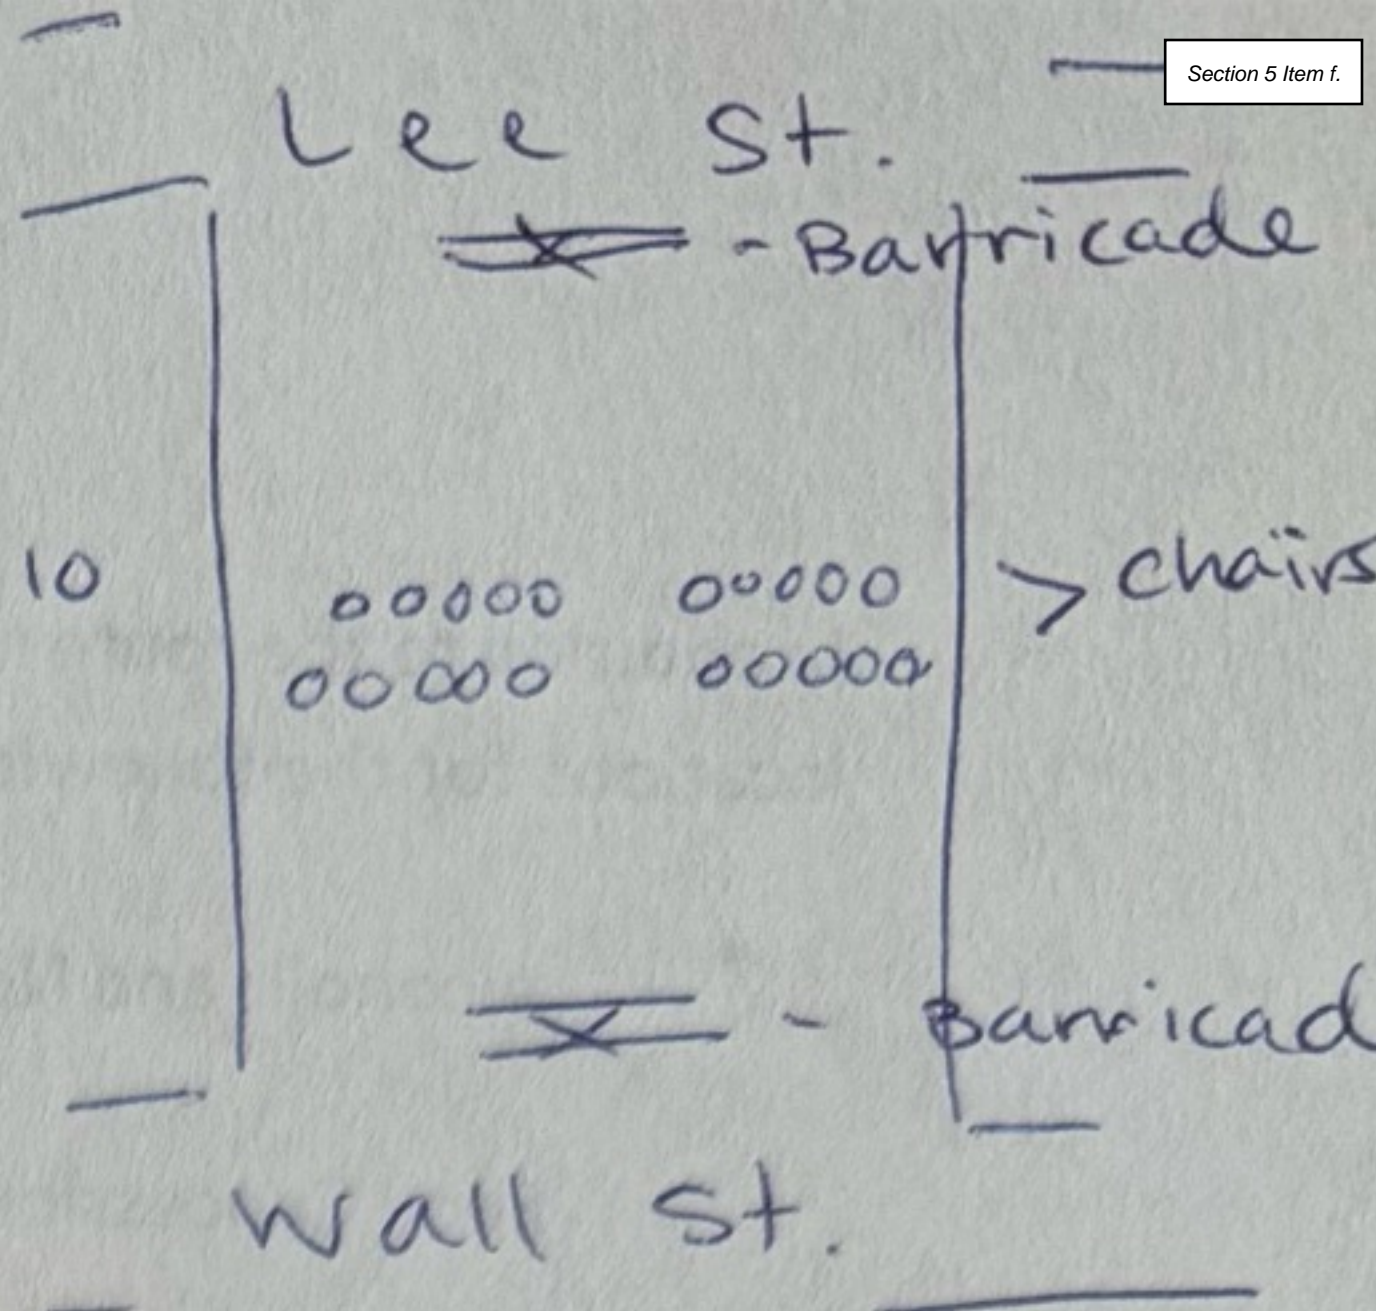 Section 5 Item f.
Lee St.
- Barricade
10
> chairs
- Barricad
Wall St.